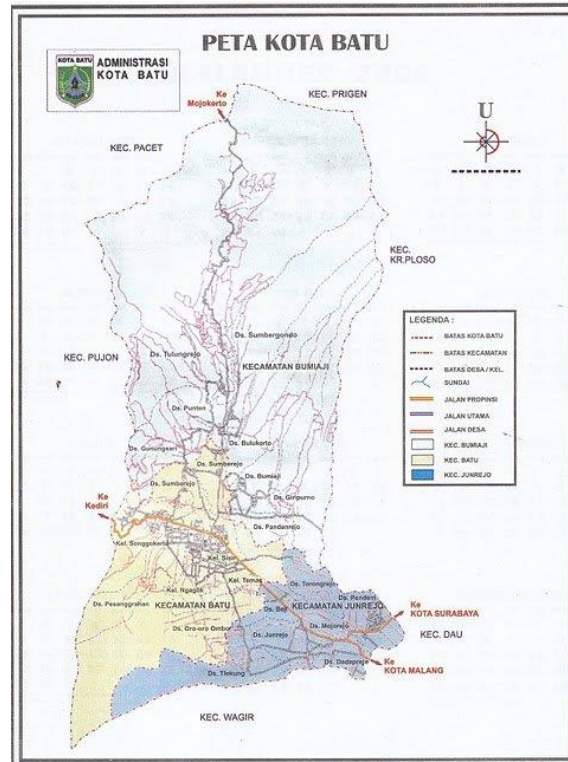 PETA KOTA BATU
KOTA BATU
ADMINISTRASI
KOTA BATU
KEC. PRIGEN
Ke
Mojokerto
U
KEC. PACET
KEC.
KR.PLOSO
LEGENDA :
BATAS KOTA BATU
BATAS KECAMATAN
BATAS DESA / KEL.
SUNGAI
JALAN PROPINSI
JALAN UTAMA
JALAN DESA
KEC. BUMIAJI
KEC. BATU
KEC. JUNREJO
Ds. Sumbergondo
KEC. PUJON
Ds. Tulungrejo
KECAMATAN BUMIAJI
Ds. Punten
Ds. Bulukerto
Ds. Gunungsari
Ds. Sumberejo
Ds. Bumiaji
Ds. Sumberejo
Ds. Giripurno
Ke
Kediri
Ds. Pandanrejo
Kel. Songgokerto
Kel. Sisir
Kel. Temas
Ds. Torongrejo
Kel. Ngaglik
Ds. Pendem
Ds. Pesanggrahan
KECAMATAN BATU
Ds. Beji
KECAMATAN JUNREJO
Ke
KOTA SURABAYA
Ds. Oro-oro Ombo
Ds. Mojorejo
Ds. Junrejo
KEC. DAU
Ds. Dadaprejo
Ke
KOTA MALANG
Ds. Tlekung
KEC. WAGIR